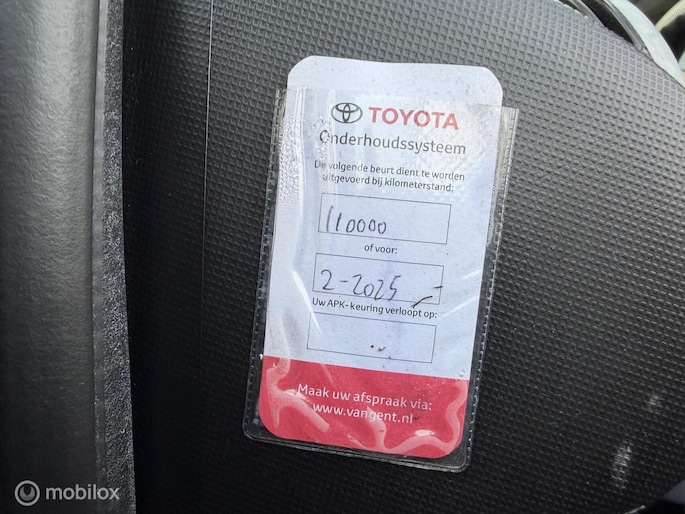 TOYOTA
Onderhoudssysteem
De volgende beurt dient te worden
uitgevoerd bij kilometerstand:
110000
of voor:
2-2025
Uw APK-keuring verloopt op:
Maak uw afspraak via:
www.vangent.nl
mobilox